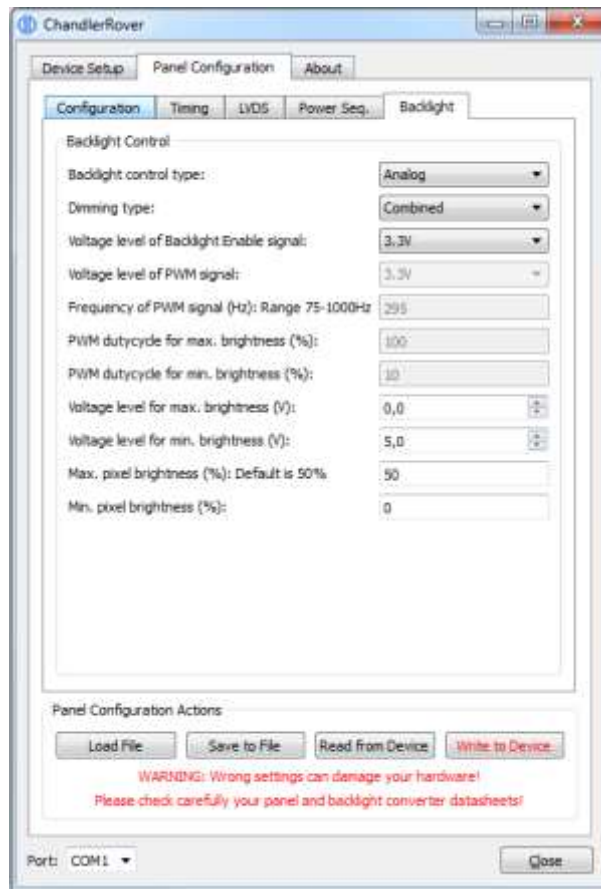 ChandlerRover
Device Setup Panel Configuration About
Configuration Timing LVDS Power Seq. Backlight
Backlight Control
Backlight control type: Analog
Dimming type: Combined
Voltage level of Backlight Enable signal: 3.3V
Voltage level of PWM signal: 3.3V
Frequency of PWM signal (Hz): Range 75-1000Hz 295
PWM dutycycle for max. brightness (%): 100
PWM dutycycle for min. brightness (%): 10
Voltage level for max. brightness (V): 0,0
Voltage level for min. brightness (V): 5,0
Max. pixel brightness (%): Default is 50% 50
Min. pixel brightness (%): 0
Panel Configuration Actions
Load File Save to File Read from Device Write to Device
WARNING: Wrong settings can damage your hardware!
Please check carefully your panel and backlight converter datasheets!
Port: COM1 Close